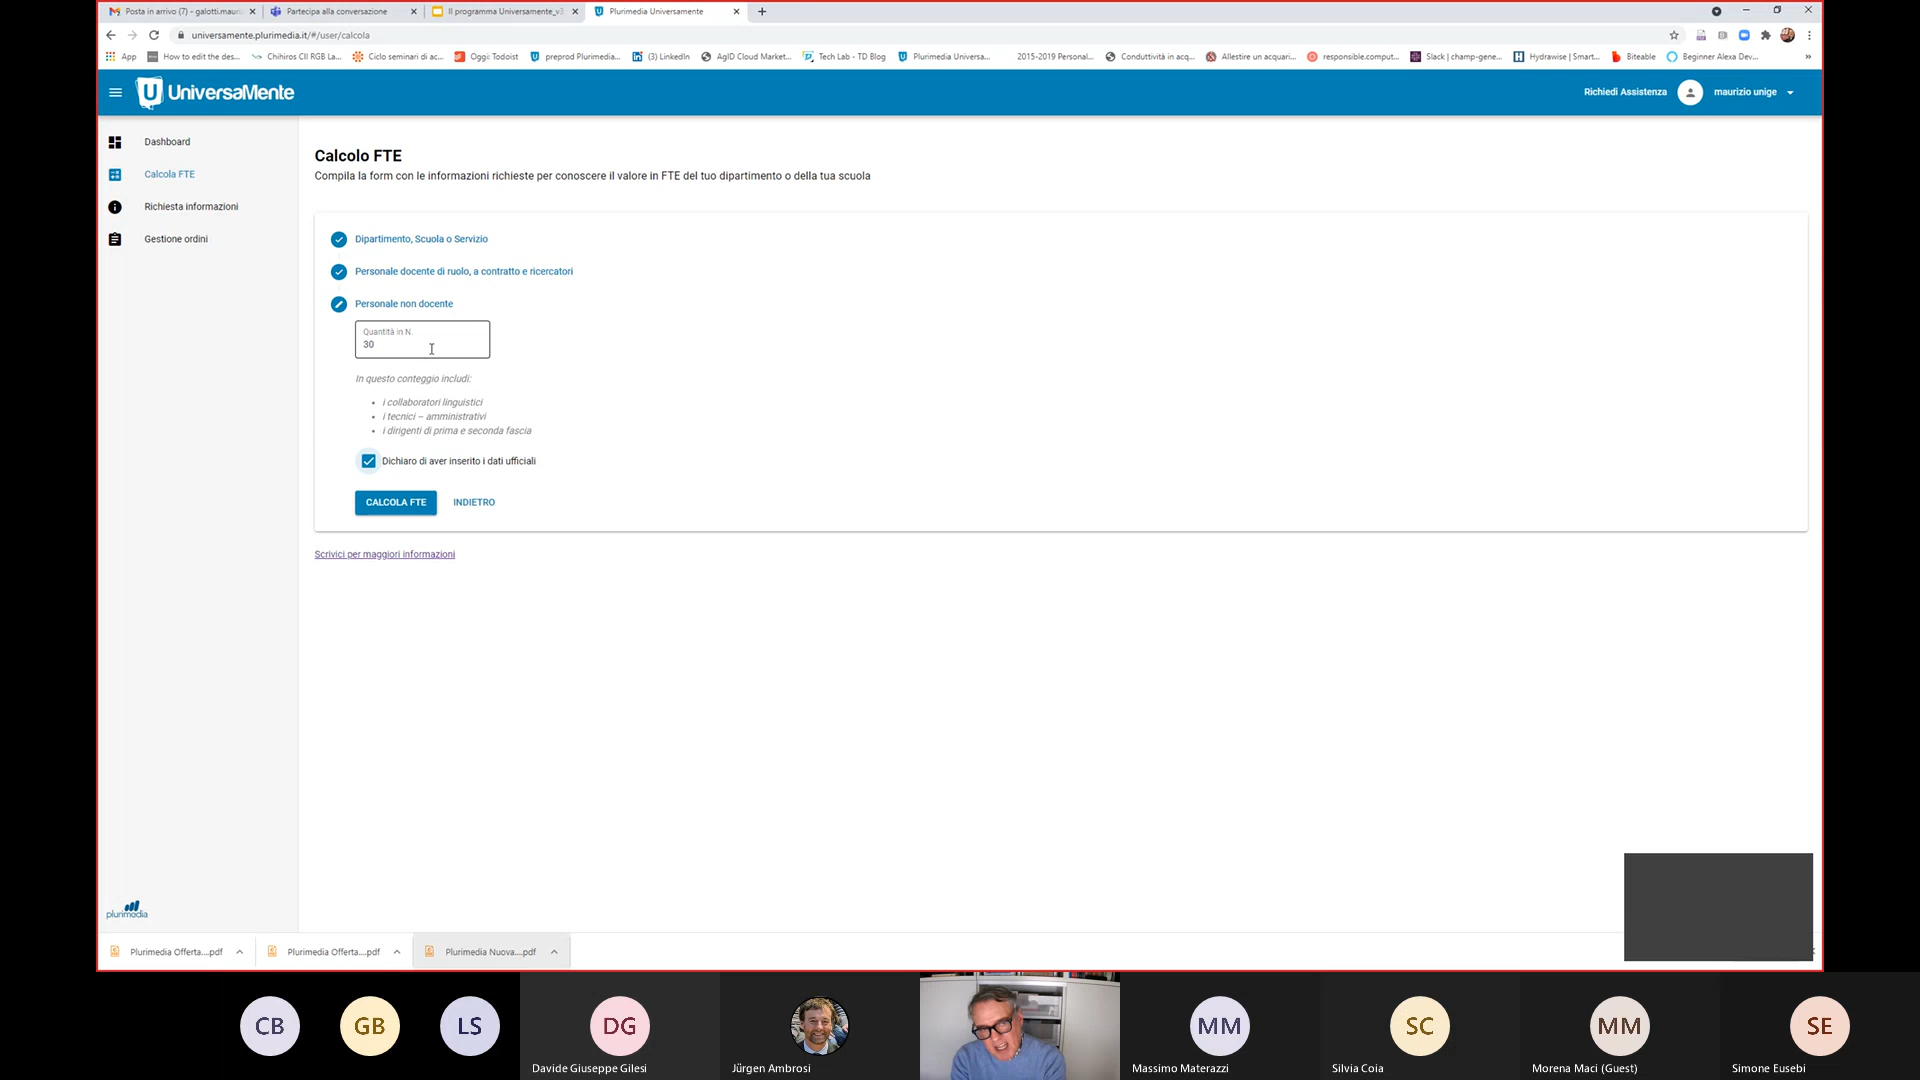 Posta in arrivo (7) - galotti.maur
Partecipa alla conversazione
Il programma Universamente_v3
Plurimedia Universamente
universamente.plurimedia.it/#/user/calcola
App
How to edit the des...
Chihiros CII RGB La...
Ciclo seminari di ac...
Oggi: Todoist
preprod Plurimedia...
(3) LinkedIn
AgID Cloud Market...
Tech Lab - TD Blog
Plurimedia Universa...
2015-2019 Personal...
Conduttività in acq...
Allestire un acquari...
responsible.comput...
Slack | champ-gene...
Hydrawise | Smart...
Biteable
Beginner Alexa Dev...
»
U UniversaMente
Richiedi Assistenza
maurizio unige
Dashboard
Calcola FTE
Richiesta informazioni
Gestione ordini
Calcolo FTE
Compila la form con le informazioni richieste per conoscere il valore in FTE del tuo dipartimento o della tua scuola
Dipartimento, Scuola o Servizio
Personale docente di ruolo, a contratto e ricercatori
Personale non docente
Quantità in N.
30
In questo conteggio includi:
• i collaboratori linguistici
• i tecnici – amministrativi
• i dirigenti di prima e seconda fascia
Dichiaro di aver inserito i dati ufficiali
CALCOLA FTE
INDIETRO
Scrivici per maggiori informazioni
plurimedia
Plurimedia Offerta....pdf
Plurimedia Offerta....pdf
Plurimedia Nuova....pdf
CB
GB
LS
DG
MM
SC
MM
SE
Davide Giuseppe Gilesi
Jürgen Ambrosi
Massimo Materazzi
Silvia Coia
Morena Maci (Guest)
Simone Eusebi